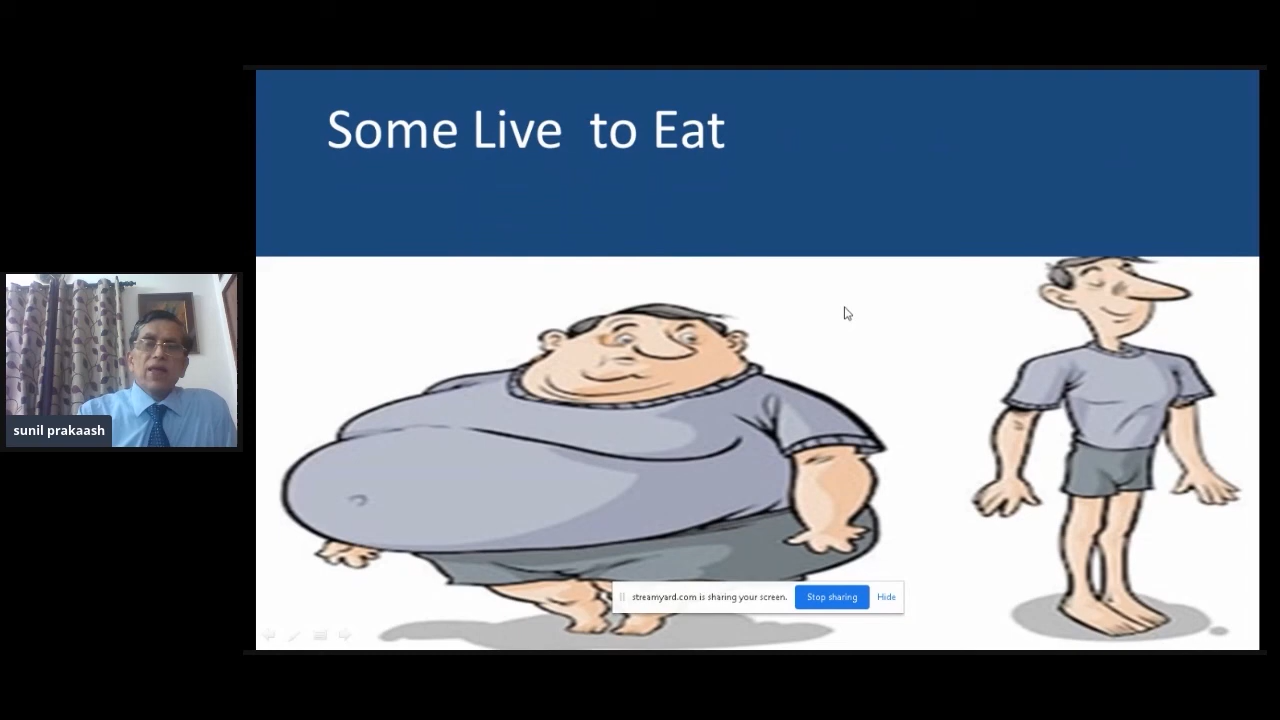 Some Live  to Eat
sunil prakaash
streamyard.com is sharing your screen.
Stop sharing
Hide